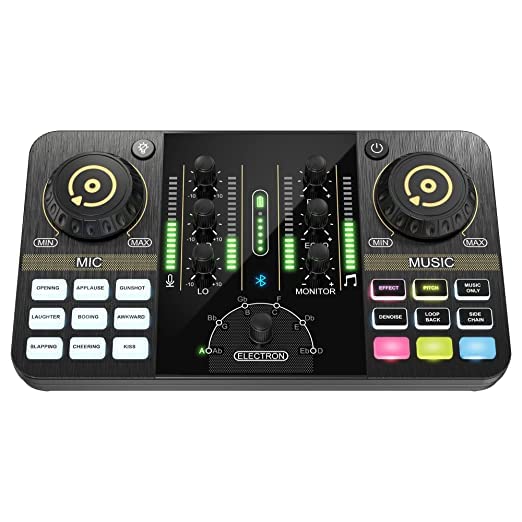 MIN MAX
MIC
OPENING APPLAUSE GUNSHOT
LAUGHTER BOOING AWKWARD
SLAPPING CHEERING KISS
-10 +10
-10 +10
-10 +10
LO
- +
MONITOR
Gb F
Bb G C Db
A Ab Eb D
ELECTRON
MIN MAX
MUSIC
EFFECT PITCH MUSIC ONLY
DENOISE LOOP BACK SIDE CHAIN